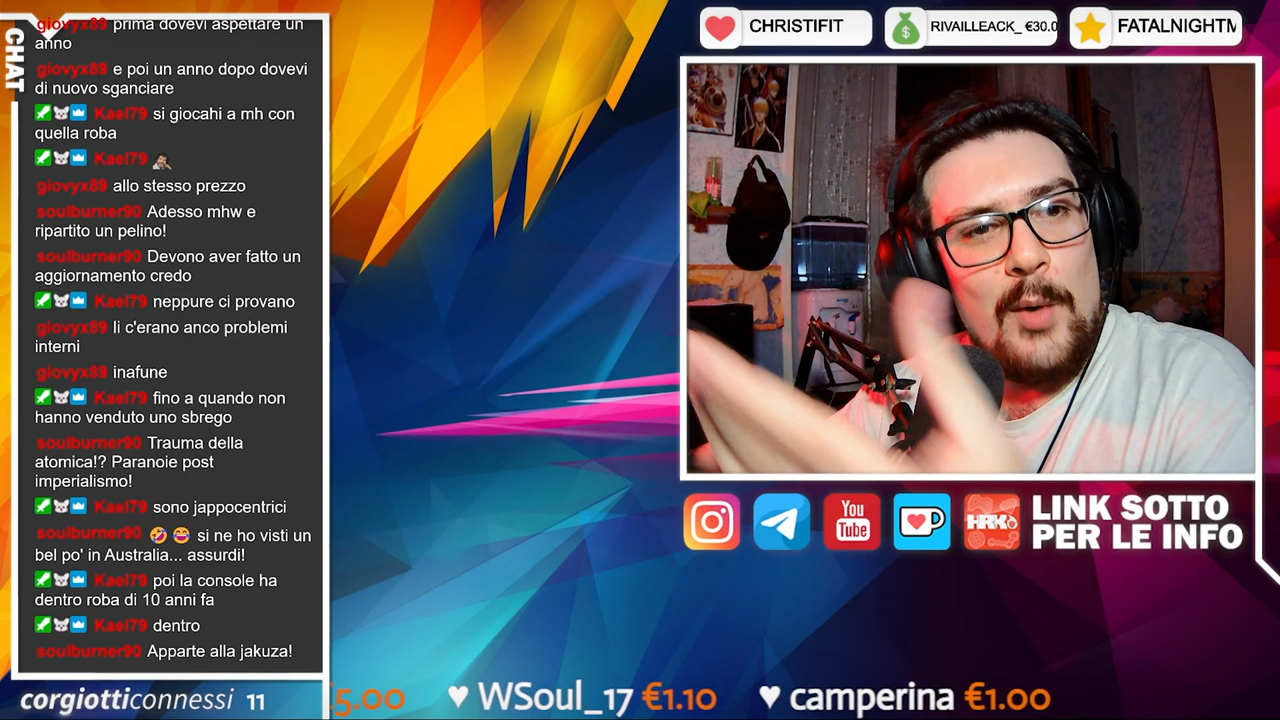 CHAT
giovyx89 prima dovevi aspettare un
anno
giovyx89 e poi un anno dopo dovevi
di nuovo sganciare
Kael79 si giocahi a mh con
quella roba
Kael79
giovyx89 allo stesso prezzo
soulburner90 Adesso mhw e
ripartito un pelino!
soulburner90 Devono aver fatto un
aggiornamento credo
Kael79 neppure ci provano
giovyx89 li c'erano anco problemi
interni
giovyx89 inafune
Kael79 fino a quando non
hanno venduto uno sbrego
soulburner90 Trauma della
atomica!? Paranoie post
imperialismo!
Kael79 sono jappocentrici
soulburner90 🤣 😂 si ne ho visti un
bel po' in Australia... assurdi!
Kael79 poi la console ha
dentro roba di 10 anni fa
Kael79 dentro
soulburner90 Apparte alla jakuza!
corgiotticonnessi 11
CHRISTIFIT
RIVAILLEACK_ €30.0
FATALNIGHTM
You
Tube
HRK
LINK SOTTO
PER LE INFO
€5.00 ♥ WSoul_17 €1.10 ♥ camperina €1.00